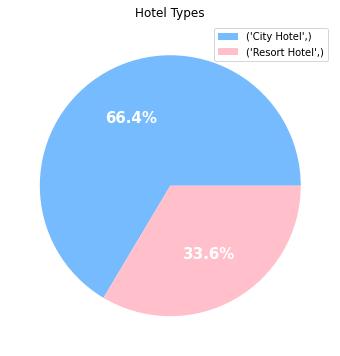 Hotel Types
('City Hotel',)
('Resort Hotel',)
66.4%
33.6%